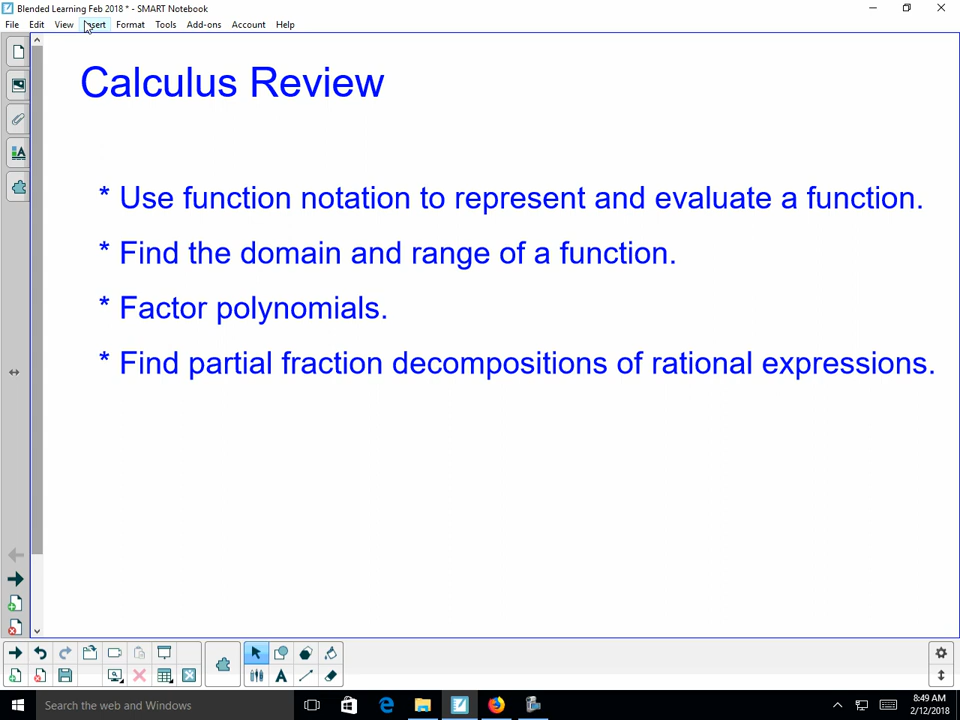 Blended Learning Feb 2018 * - SMART Notebook
File Edit View Insert Format Tools Add-ons Account Help
Calculus Review
* Use function notation to represent and evaluate a function.
* Find the domain and range of a function.
* Factor polynomials.
* Find partial fraction decompositions of rational expressions.
Search the web and Windows
8:49 AM
2/12/2018